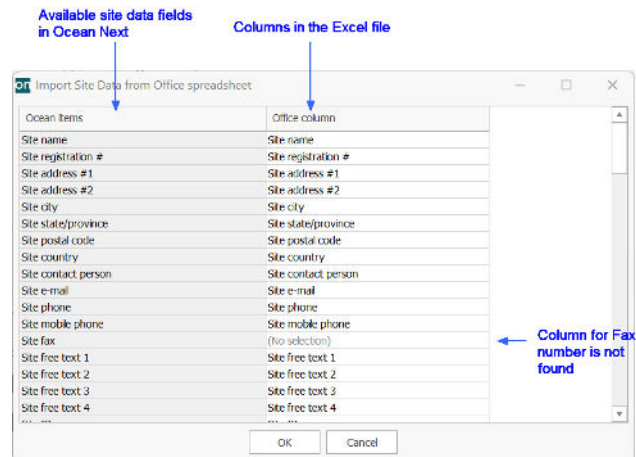 Available site data fields
in Ocean Next
Columns in the Excel file
on Import Site Data from Office spreadsheet
Ocean Items Office column
Site name Site name
Site registration # Site registration #
Site address #1 Site address #1
Site address #2 Site address #2
Site city Site city
Site state/province Site state/province
Site postal code Site postal code
Site country Site country
Site contact person Site contact person
Site e-mail Site e-mail
Site phone Site phone
Site mobile phone Site mobile phone
Site fax (No selection)
Column for Fax
number is not
found
Site free text 1 Site free text 1
Site free text 2 Site free text 2
Site free text 3 Site free text 3
Site free text 4 Site free text 4
OK Cancel